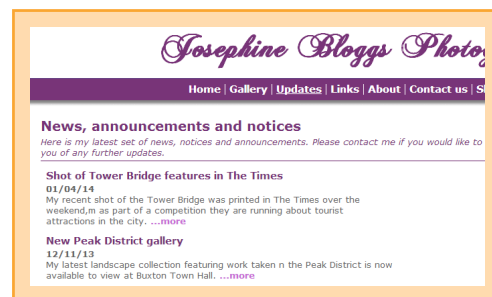 Josephine Bloggs Photog
Home | Gallery | Updates | Links | About | Contact us | S
News, announcements and notices
Here is my latest set of news, notices and announcements. Please contact me if you would like to
you of any further updates.
Shot of Tower Bridge features in The Times
01/04/14
My recent shot of the Tower Bridge was printed in The Times over the
weekend,m as part of a competition they are running about tourist
attractions in the city. ...more
New Peak District gallery
12/11/13
My latest landscape collection featuring work taken n the Peak District is now
available to view at Buxton Town Hall. ...more